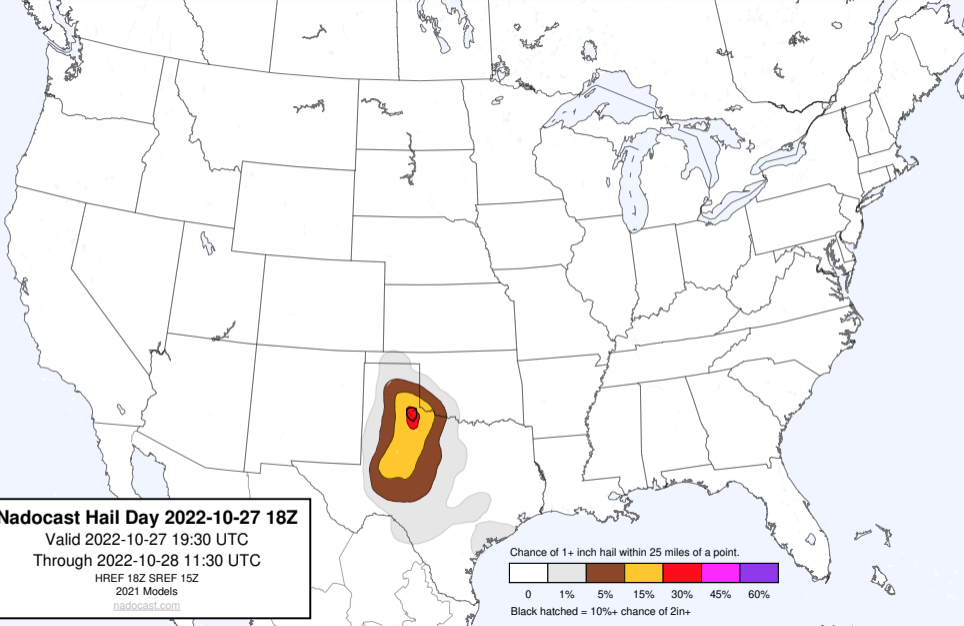 Nadocast Hail Day 2022-10-27 18Z
Valid 2022-10-27 19:30 UTC
Through 2022-10-28 11:30 UTC
HREF 18Z SREF 15Z
2021 Models
nadocast.com
Chance of 1+ inch hail within 25 miles of a point.
0 1% 5% 15% 30% 45% 60%
Black hatched = 10%+ chance of 2in+